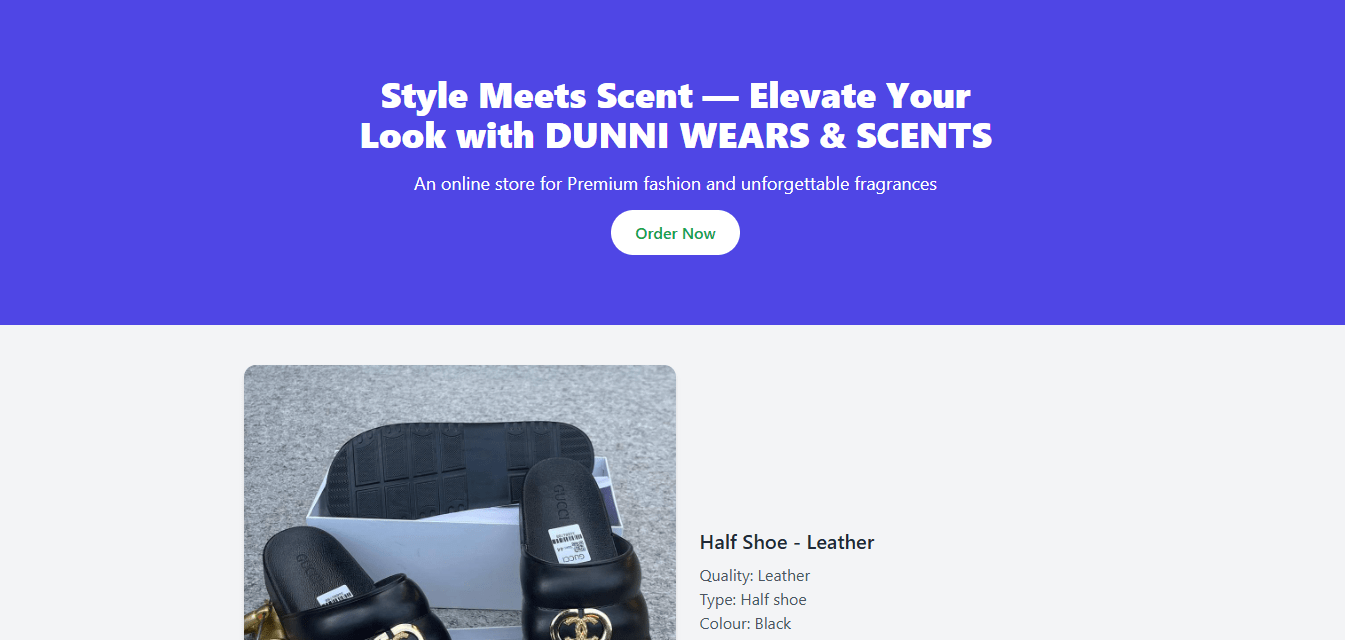 Style Meets Scent — Elevate Your
Look with DUNNI WEARS & SCENTS
An online store for Premium fashion and unforgettable fragrances
Order Now
GUCCI
GUCCI
GUCCI
Half Shoe - Leather
Quality: Leather
Type: Half shoe
Colour: Black